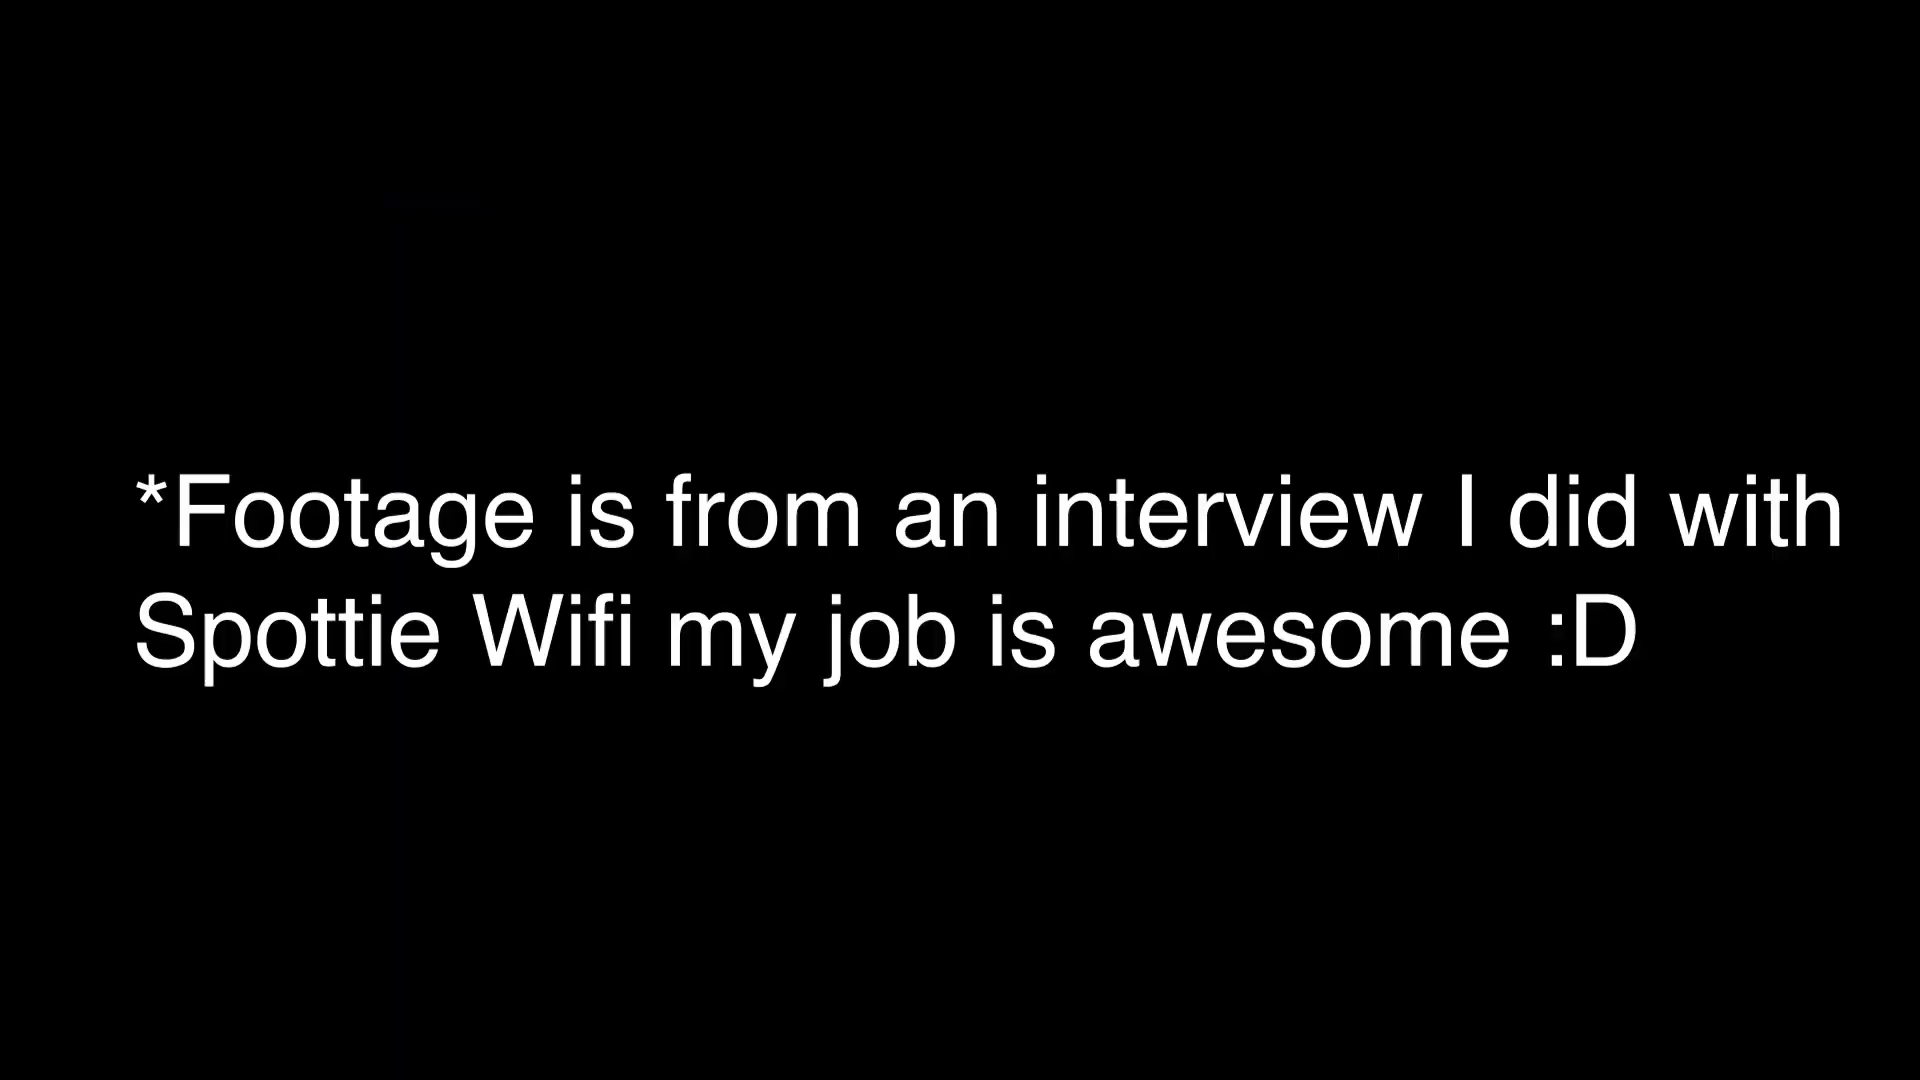 *Footage is from an interview I did with
Spottie Wifi my job is awesome :D